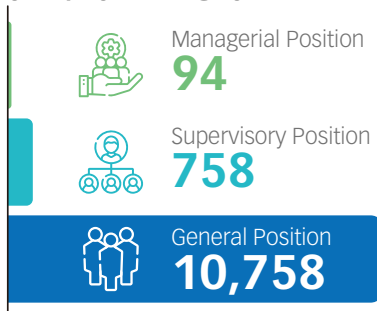 Managerial Position
94
Supervisory Position
758
General Position
10,758